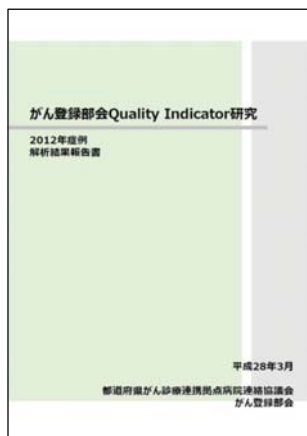 がん登録部会Quality Indicator研究
2012年症例
解析結果報告書
平成28年3月
都道府県がん診療連携拠点病院連絡協議会
がん登録部会